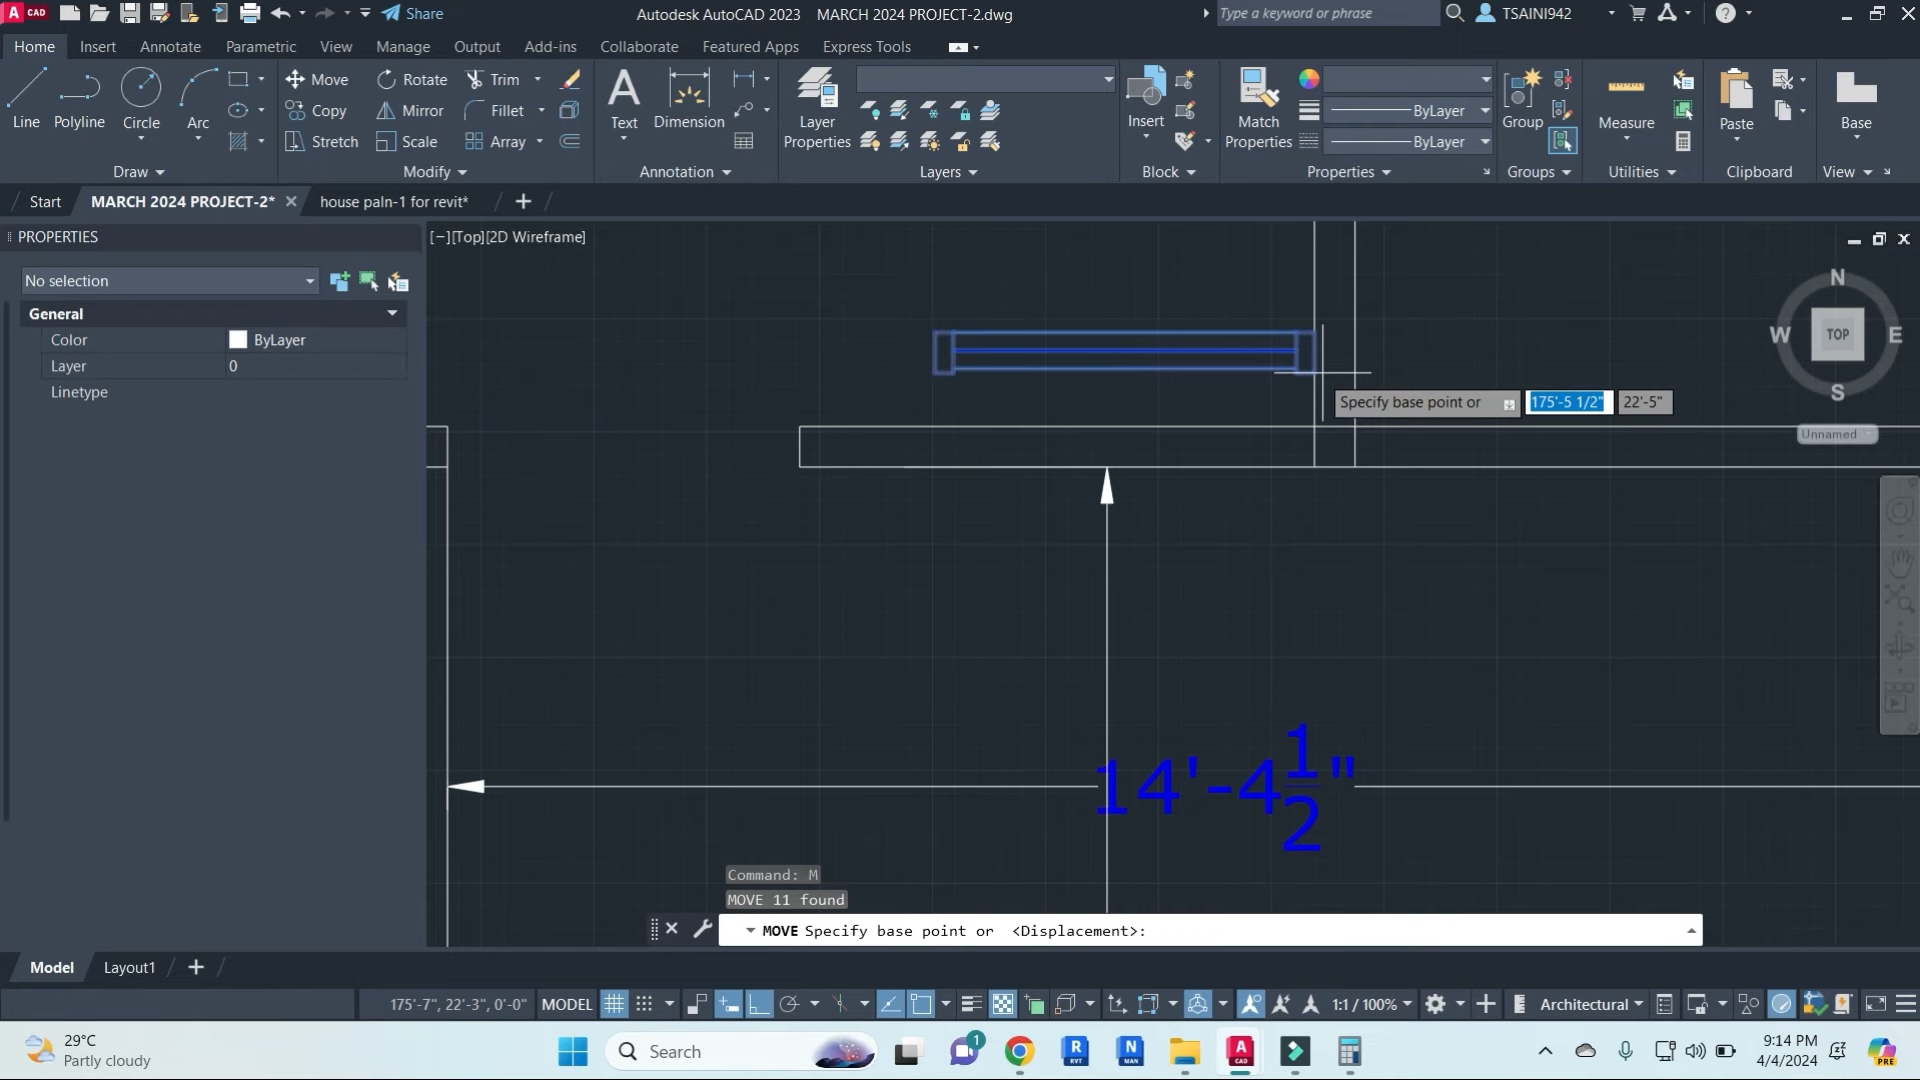 CAD Share Autodesk AutoCAD 2023 MARCH 2024 PROJECT-2.dwg Type a keyword or phrase TSAINI942
Home Insert Annotate Parametric View Manage Output Add-ins Collaborate Featured Apps Express Tools
Line Polyline Circle Arc
Move Rotate Trim
Copy Mirror Fillet
Stretch Scale Array
Text Dimension
Layer Properties
Insert
Match Properties
ByLayer
ByLayer
Group
Measure
Paste
Base
Draw Modify Annotation Layers Block Properties Groups Utilities Clipboard View
Start MARCH 2024 PROJECT-2* house paln-1 for revit*
PROPERTIES
No selection
General
Color ByLayer
Layer 0
Linetype
[−][Top][2D Wireframe]
N
W TOP E
S
Unnamed
Specify base point or 175'-5 1/2" 22'-5"
14'-4 1/2"
Command: M
MOVE 11 found
MOVE Specify base point or <Displacement>:
Model Layout1
175'-7", 22'-3", 0'-0" MODEL 1:1 / 100% Architectural
29°C
Partly cloudy
Search
1
RVT
N MAN
A CAD
9:14 PM
4/4/2024
PRE